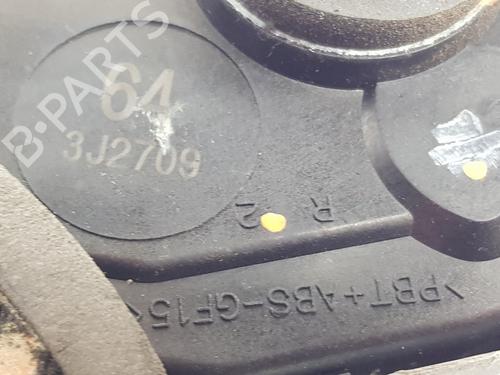 B-PARTS
64
3J2709
R 2
>PBT+ABS-GF15<